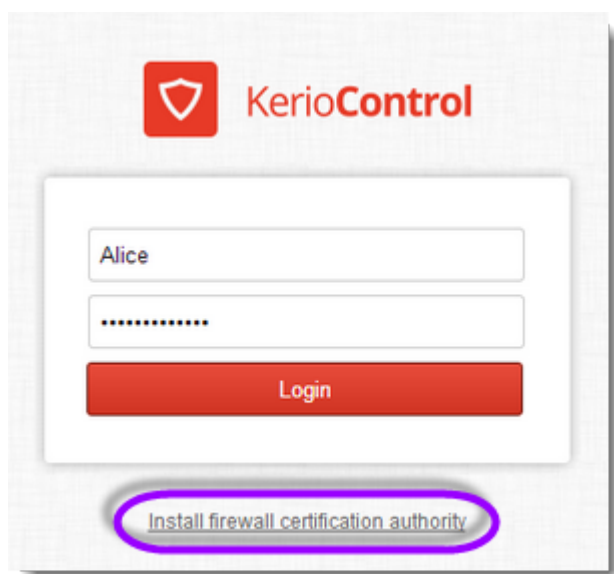 KerioControl
Alice
•••••••••••••
Login
Install firewall certification authority